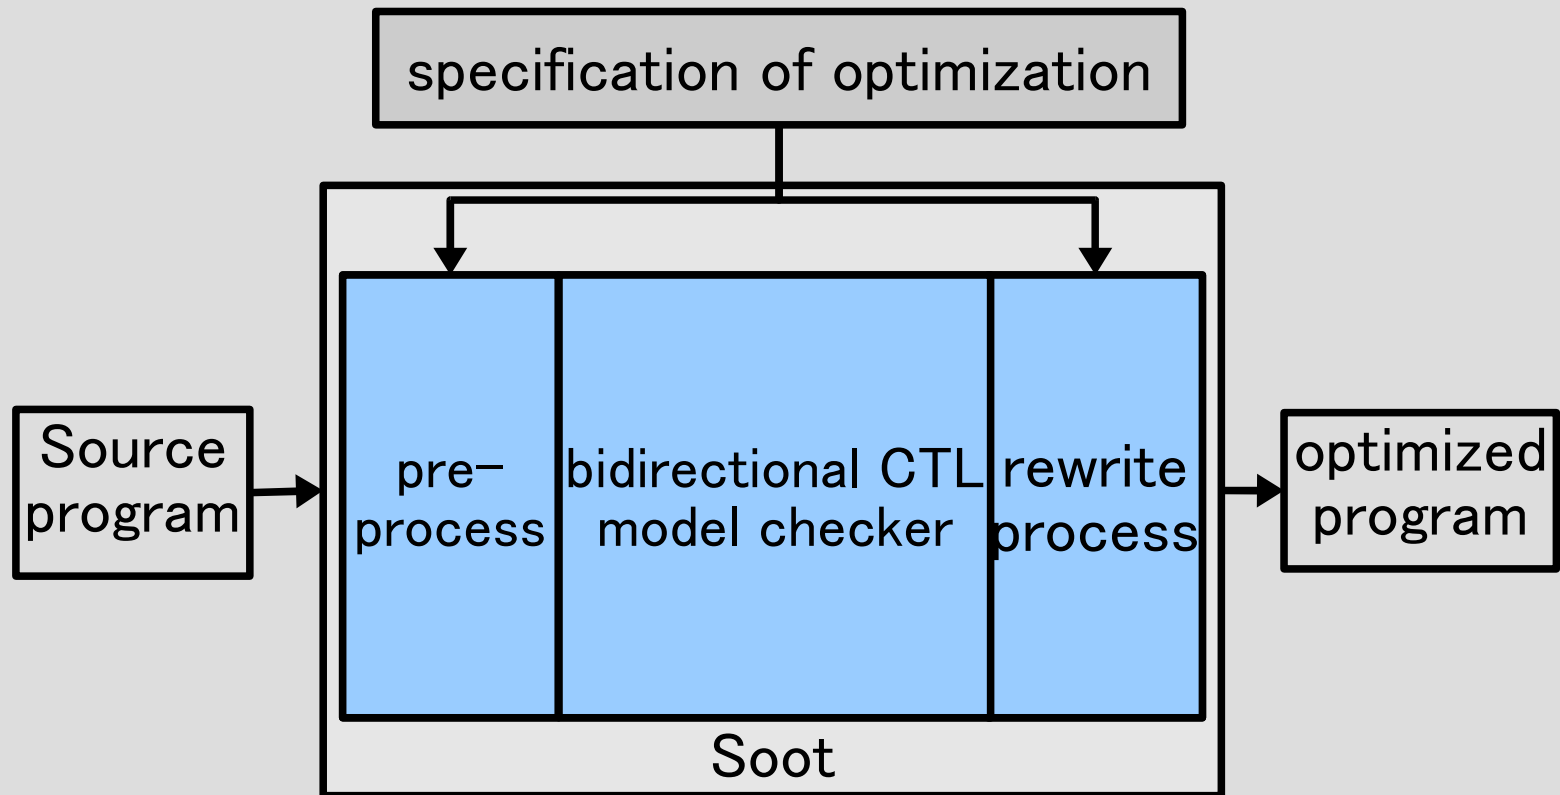 specification of optimization
Source
program
pre-
process
bidirectional CTL
model checker
rewrite
process
optimized
program
Soot